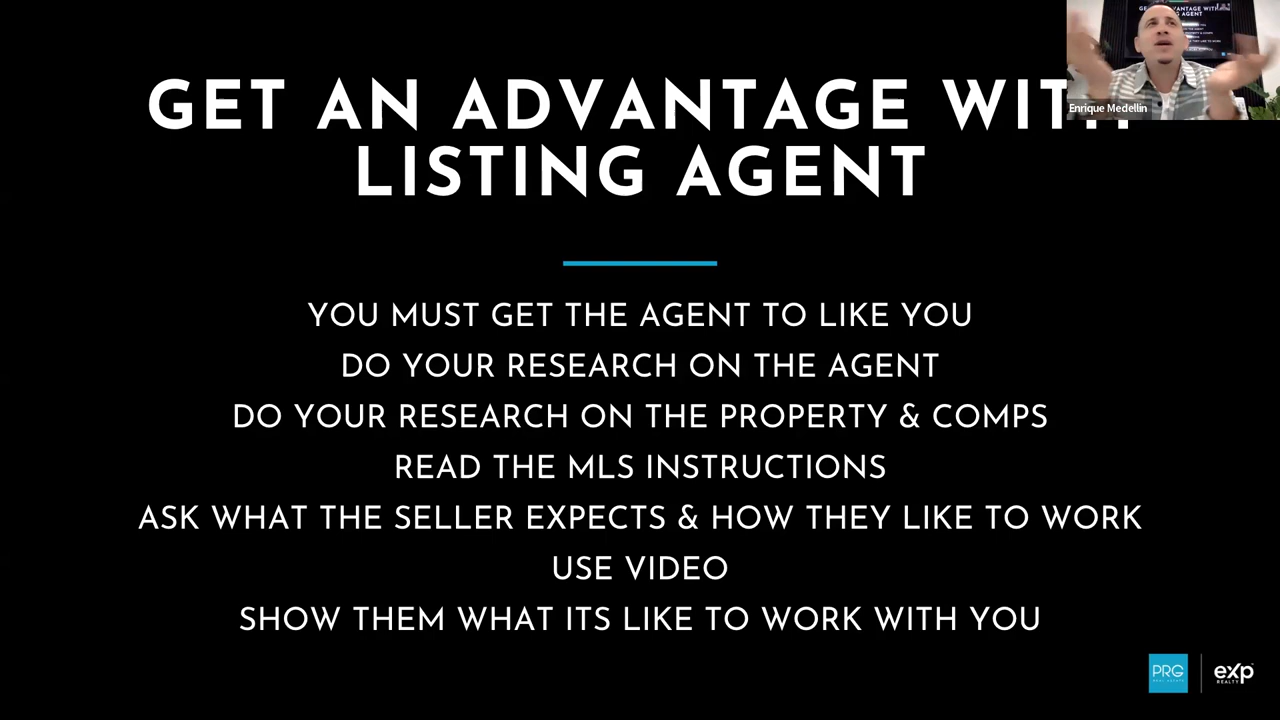 GET AN ADVANTAGE WITH
LISTING AGENT
Enrique Medellin
YOU MUST GET THE AGENT TO LIKE YOU
DO YOUR RESEARCH ON THE AGENT
DO YOUR RESEARCH ON THE PROPERTY & COMPS
READ THE MLS INSTRUCTIONS
ASK WHAT THE SELLER EXPECTS & HOW THEY LIKE TO WORK
USE VIDEO
SHOW THEM WHAT ITS LIKE TO WORK WITH YOU
PRG
exp
REALTY